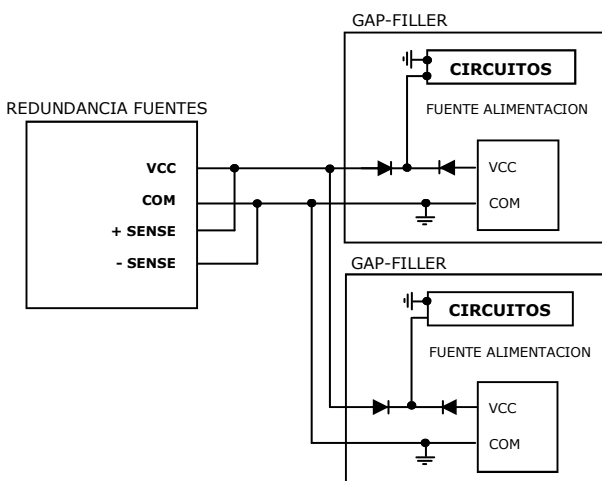 GAP-FILLER
CIRCUITOS
REDUNDANCIA FUENTES
FUENTE ALIMENTACION
VCC
COM
+ SENSE
- SENSE
VCC
COM
GAP-FILLER
CIRCUITOS
FUENTE ALIMENTACION
VCC
COM